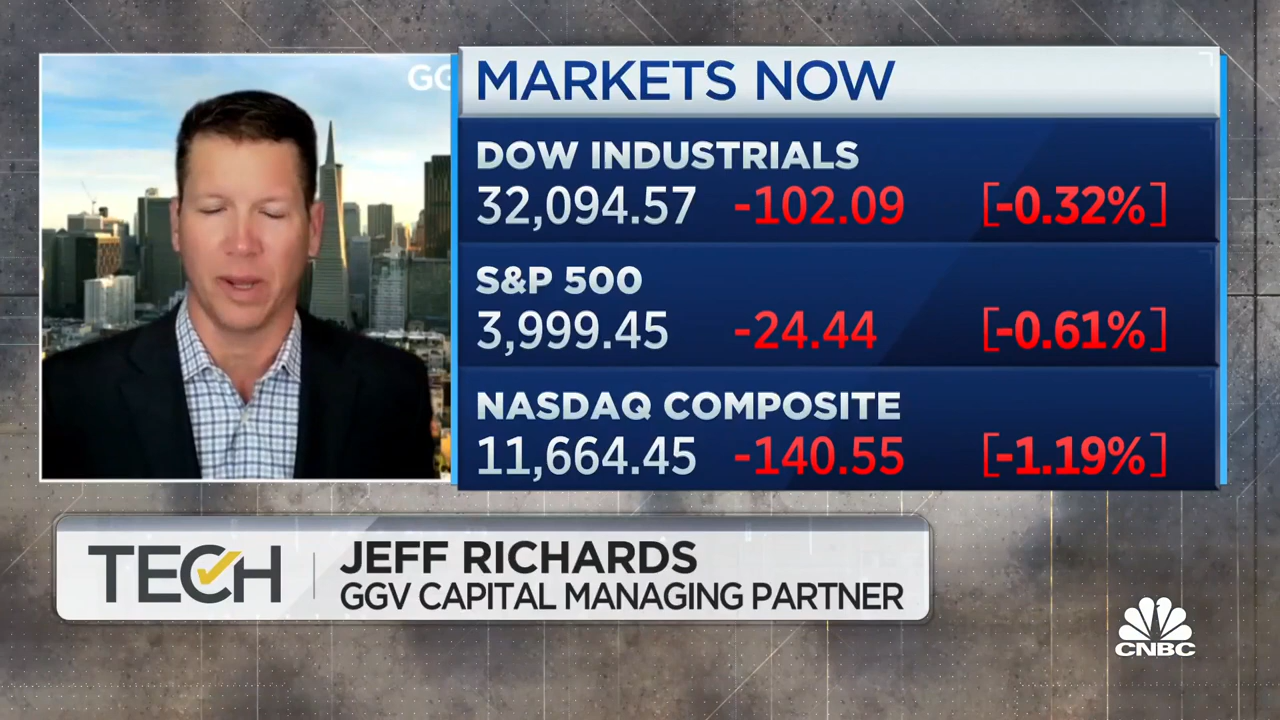 GG
MARKETS NOW
DOW INDUSTRIALS
32,094.57 -102.09 [-0.32%]
S&P 500
3,999.45 -24.44 [-0.61%]
NASDAQ COMPOSITE
11,664.45 -140.55 [-1.19%]
TECH
JEFF RICHARDS
GGV CAPITAL MANAGING PARTNER
CNBC